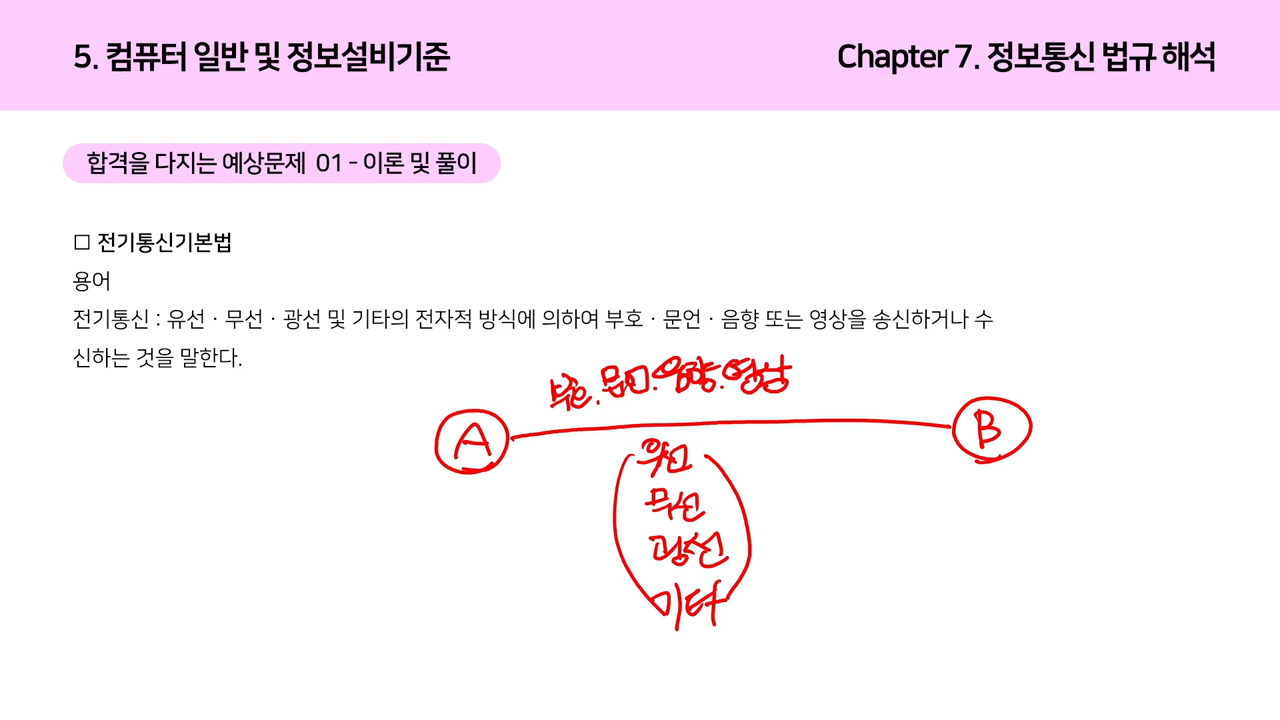 5. 컴퓨터 일반 및 정보설비기준
Chapter 7. 정보통신 법규 해석
합격을 다지는 예상문제 01 - 이론 및 풀이
□ 전기통신기본법
용어
전기통신 : 유선 · 무선 · 광선 및 기타의 전자적 방식에 의하여 부호 · 문언 · 음향 또는 영상을 송신하거나 수
신하는 것을 말한다.
부호. 문언. 음향. 영상
A
B
유선
무선
광선
기타